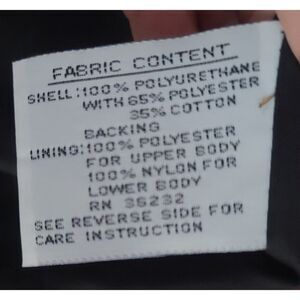 FABRIC CONTENT
SHELL:100% POLYURETHANE
WITH 65% POLYESTER
35% COTTON
BACKING
LINING:100% POLYESTER
FOR UPPER BODY
100% NYLON FOR
LOWER BODY
RN 36232
SEE REVERSE SIDE FOR
CARE INSTRUCTION